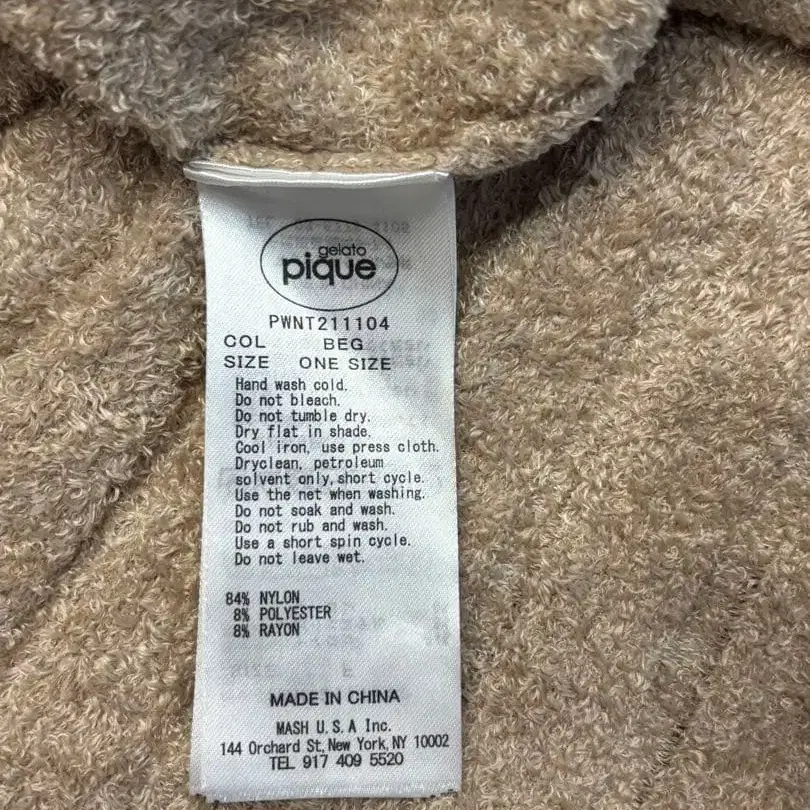 gelato
pique
PWNT211104
COL BEG
SIZE ONE SIZE
Hand wash cold.
Do not bleach.
Do not tumble dry.
Dry flat in shade.
Cool iron, use press cloth.
Dryclean, petroleum
solvent only, short cycle.
Use the net when washing.
Do not soak and wash.
Do not rub and wash.
Use a short spin cycle.
Do not leave wet.
84% NYLON
8% POLYESTER
8% RAYON
MADE IN CHINA
MASH U.S.A Inc.
144 Orchard St, New York, NY 10002
TEL 917 409 5520